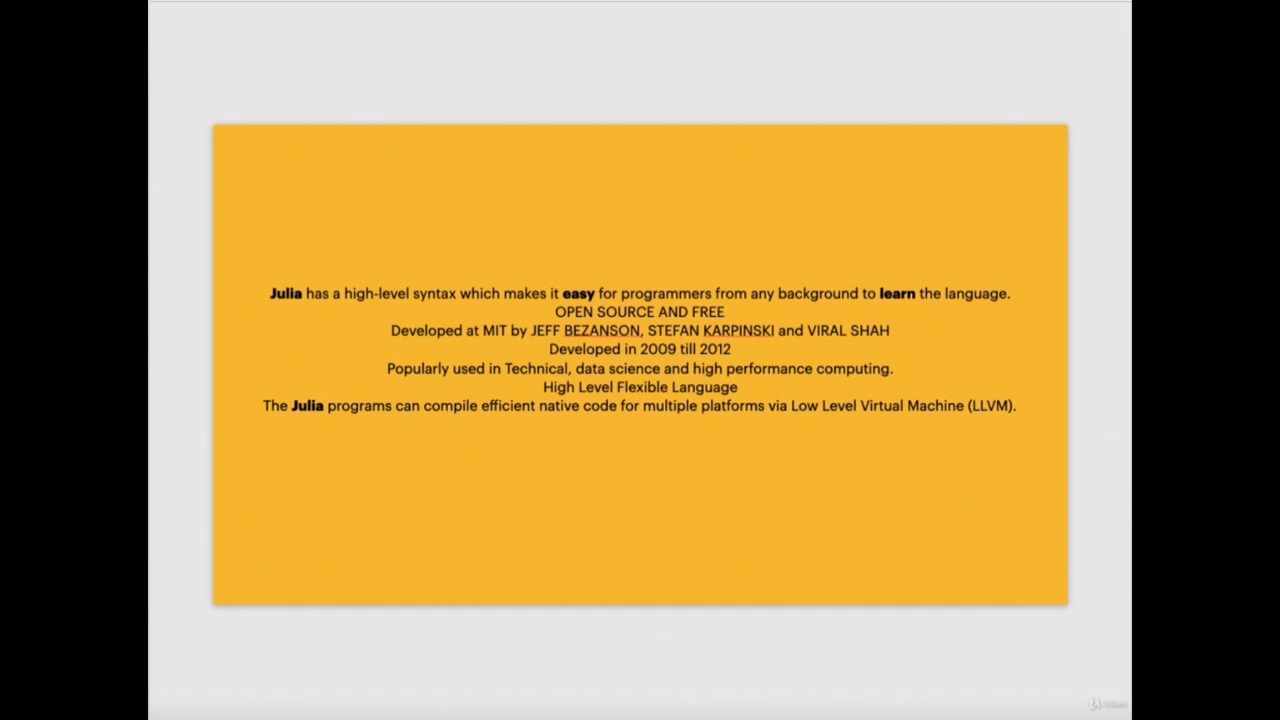 Julia has a high-level syntax which makes it easy for programmers from any background to learn the language.
OPEN SOURCE AND FREE
Developed at MIT by JEFF BEZANSON, STEFAN KARPINSKI and VIRAL SHAH
Developed in 2009 till 2012
Popularly used in Technical, data science and high performance computing.
High Level Flexible Language
The Julia programs can compile efficient native code for multiple platforms via Low Level Virtual Machine (LLVM).